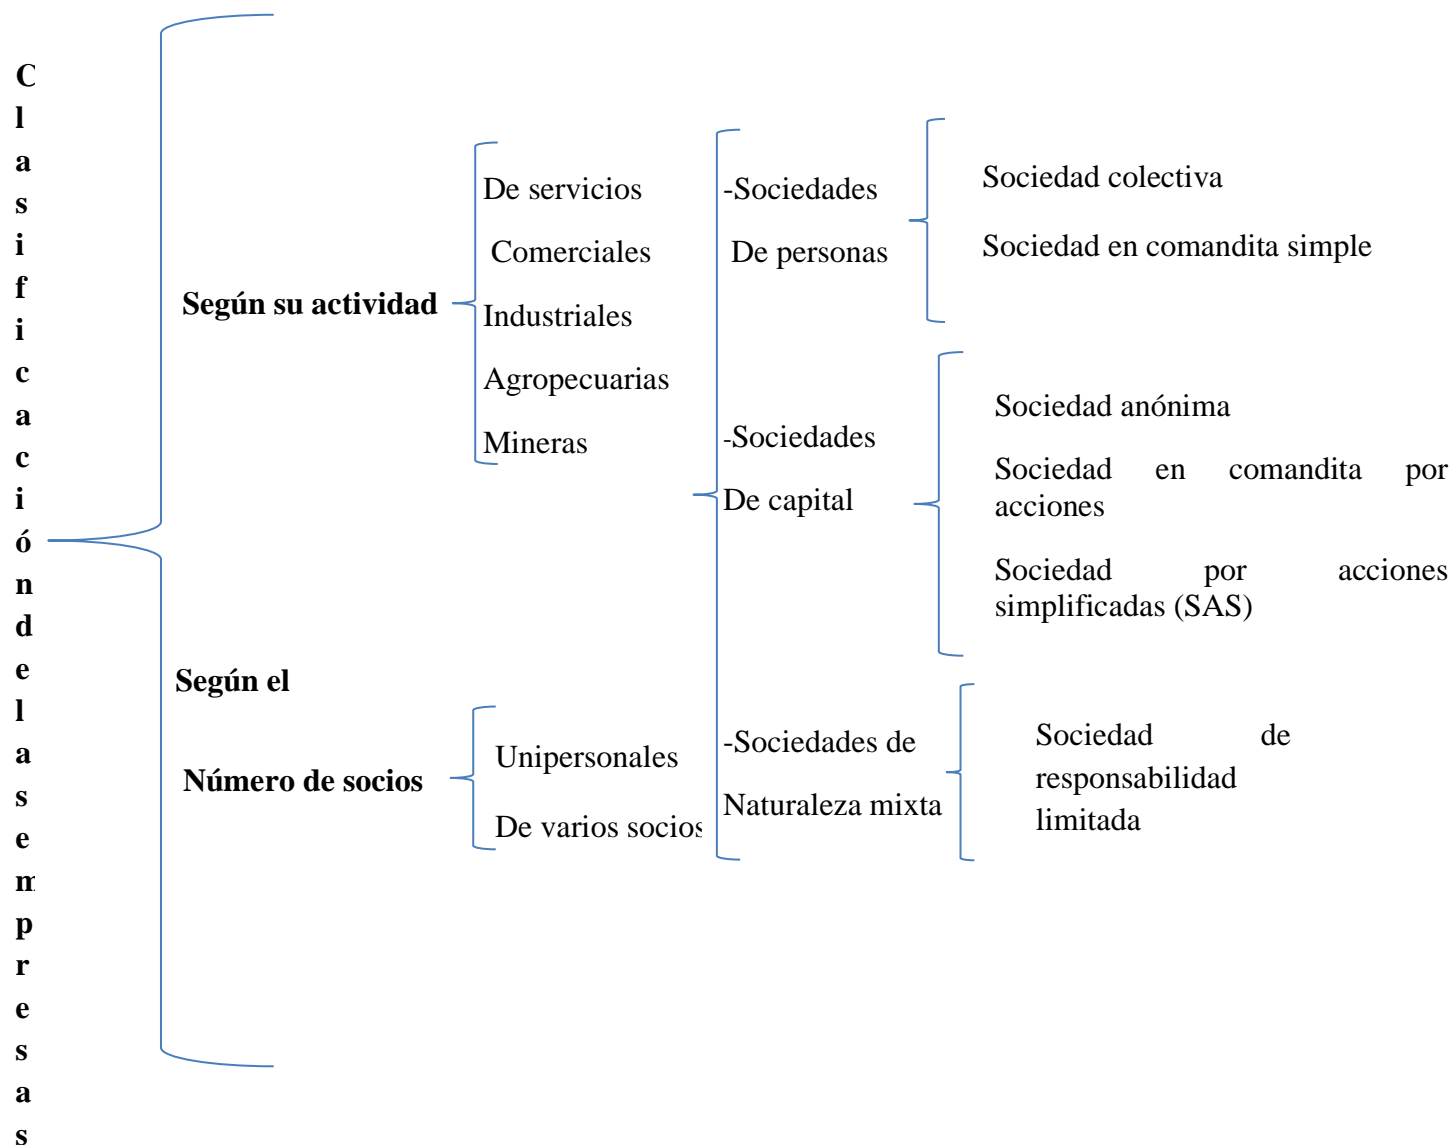 Clasificación de las empresas
Según su actividad
De servicios
Comerciales
Industriales
Agropecuarias
Mineras
Según el
Número de socios
Unipersonales
De varios socios
-Sociedades
De personas
Sociedad colectiva
Sociedad en comandita simple
-Sociedades
De capital
Sociedad anónima
Sociedad en comandita por
acciones
Sociedad por acciones
simplificadas (SAS)
-Sociedades de
Naturaleza mixta
Sociedad de
responsabilidad
limitada